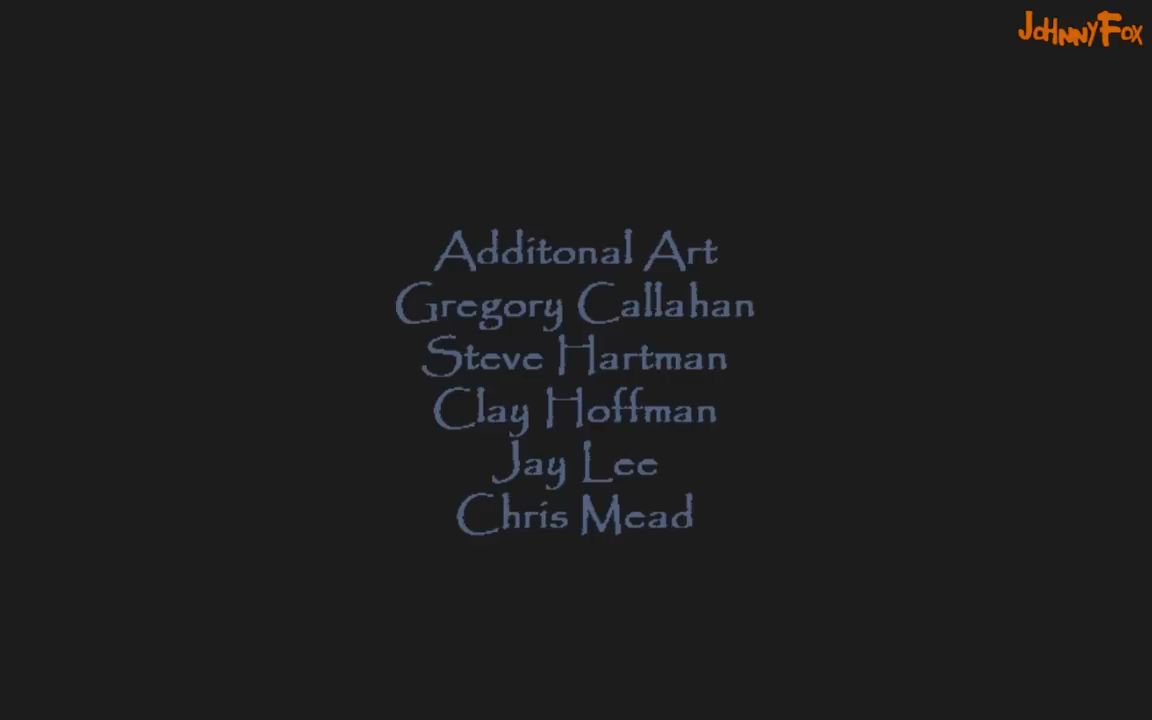 JoHnnyFox
Additonal Art
Gregory Callahan
Steve Hartman
Clay Hoffman
Jay Lee
Chris Mead